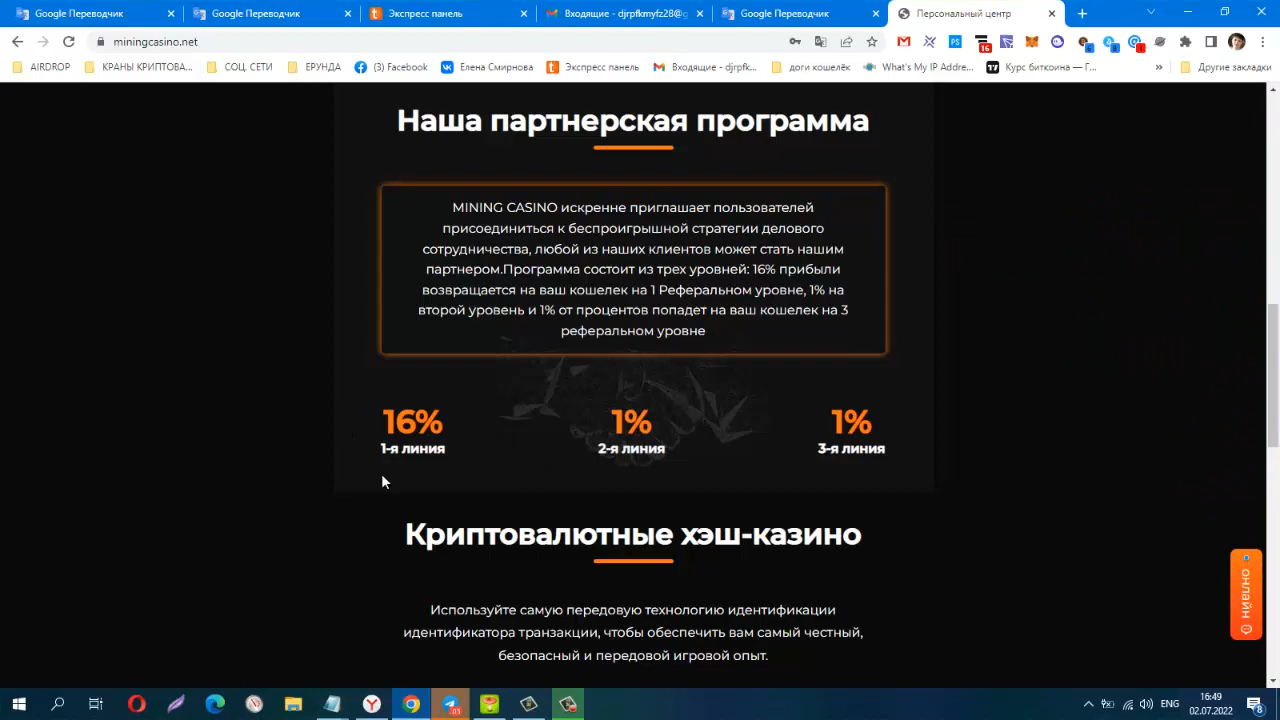 Google Переводчик
Google Переводчик
Экспресс панель
Входящие - djrpfkmyfz28@g
Google Переводчик
Персональный центр
miningcasino.net
16
6
8
1
AIRDROP
КРАНЫ КРИПТОВА...
СОЦ. СЕТИ
ЕРУНДА
(3) Facebook
Елена Смирнова
Экспресс панель
Входящие - djrpfk...
доги кошелёк
What's My IP Addre...
Курс биткоина — Г...
»
Другие закладки
Наша партнерская программа
MINING CASINO искренне приглашает пользователей
присоединиться к беспроигрышной стратегии делового
сотрудничества, любой из наших клиентов может стать нашим
партнером.Программа состоит из трех уровней: 16% прибыли
возвращается на ваш кошелек на 1 Реферальном уровне, 1% на
второй уровень и 1% от процентов попадет на ваш кошелек на 3
реферальном уровне
16%
1-я линия
1%
2-я линия
1%
3-я линия
Криптовалютные хэш-казино
Используйте самую передовую технологию идентификации
идентификатора транзакции, чтобы обеспечить вам самый честный,
безопасный и передовой игровой опыт.
онлайн
ENG
16:49
02.07.2022
8